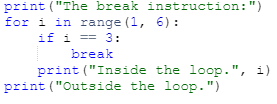 print("The break instruction:")
for i in range(1, 6):
    if i == 3:
        break
    print("Inside the loop.", i)
print("Outside the loop.")